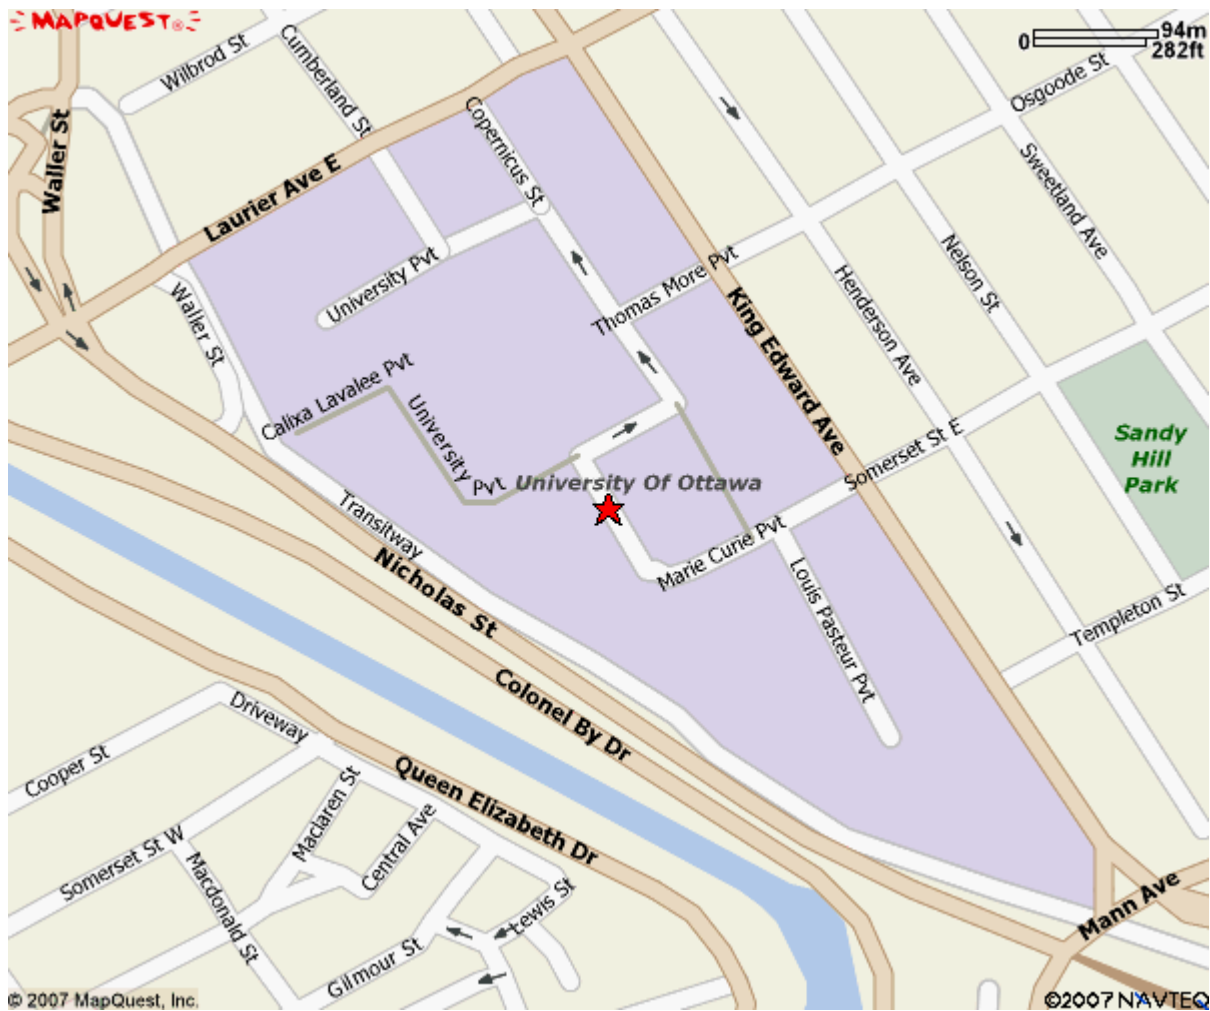 MAPQUEST
94m
0
282ft
Wilbrod St
Cumberland St
Osgoode St
Copernicus St
Waller St
Laurier Ave E
Sweetland Ave
University Pvt
Thomas More Pvt
Nelson St
Henderson Ave
Waller St
King Edward Ave
Calixa Lavalee Pvt
University Pvt
Somerset St E
Sandy
Hill
Park
University Of Ottawa
Transitway
Marie Curie Pvt
Nicholas St
Louis Pasteur Pvt
Templeton St
Colonel By Dr
Driveway
Cooper St
Queen Elizabeth Dr
Maclaren St
Central Ave
Somerset St W
Macdonald St
Lewis St
Mann Ave
Gilmour St
© 2007 MapQuest, Inc.
©2007 NAVTEQ